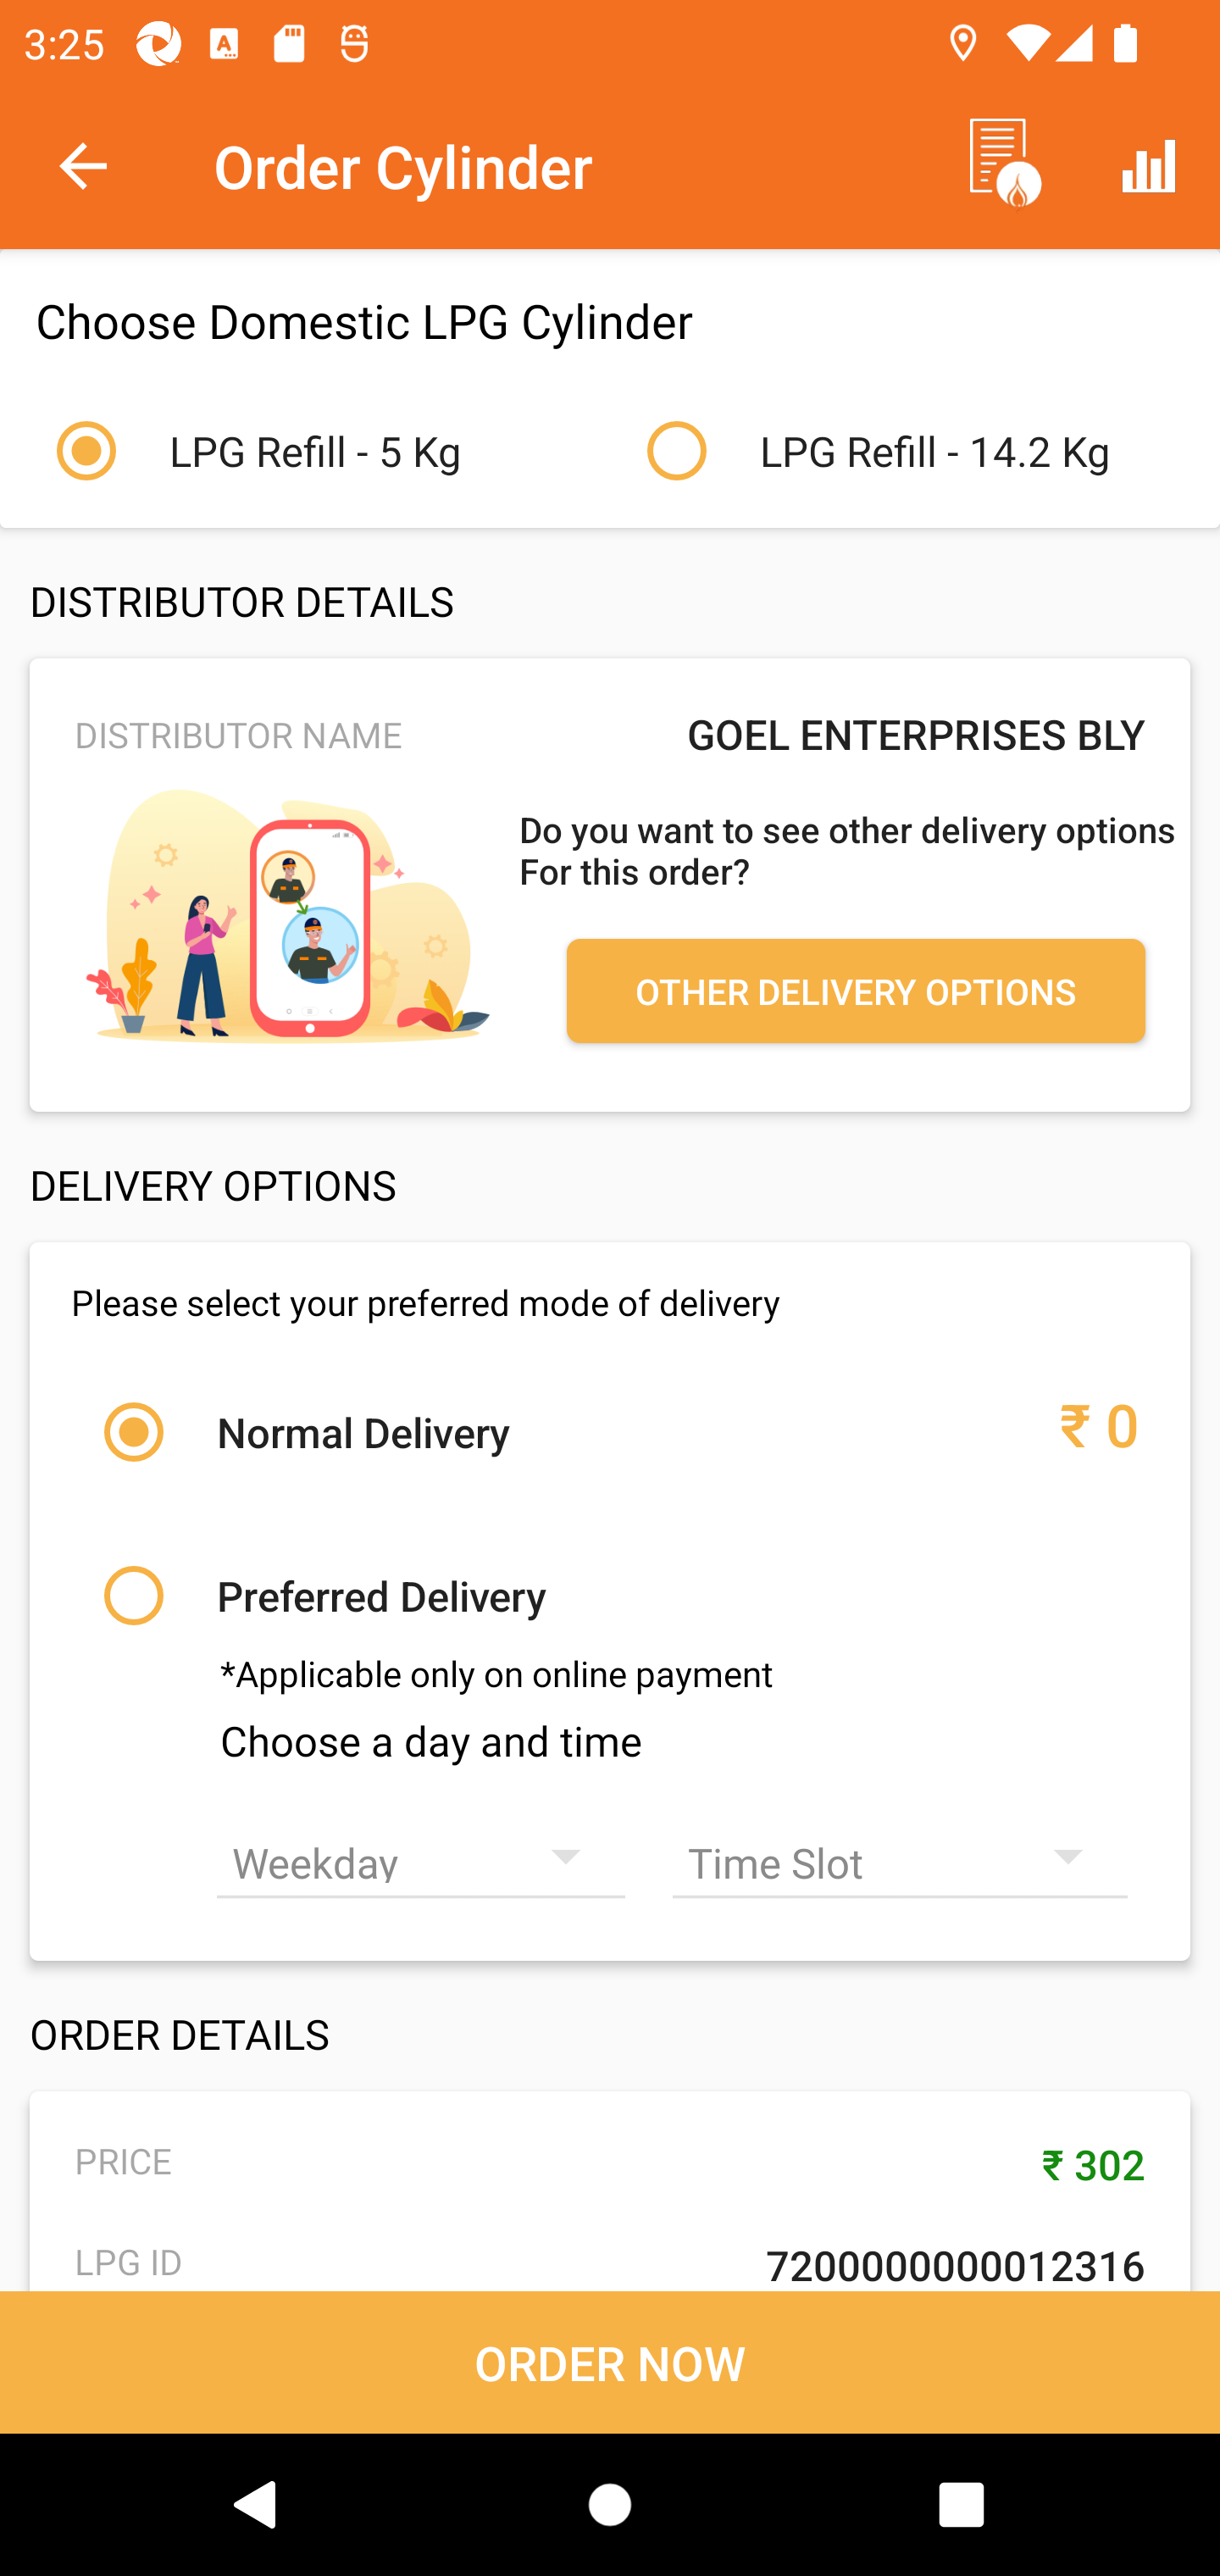 3:25
Order Cylinder
Choose Domestic LPG Cylinder
LPG Refill - 5 Kg
LPG Refill - 14.2 Kg
DISTRIBUTOR DETAILS
DISTRIBUTOR NAME
GOEL ENTERPRISES BLY
Do you want to see other delivery options
For this order?
OTHER DELIVERY OPTIONS
DELIVERY OPTIONS
Please select your preferred mode of delivery
Normal Delivery
₹ 0
Preferred Delivery
*Applicable only on online payment
Choose a day and time
Weekday
Time Slot
ORDER DETAILS
PRICE
₹ 302
LPG ID
7200000000012316
ORDER NOW